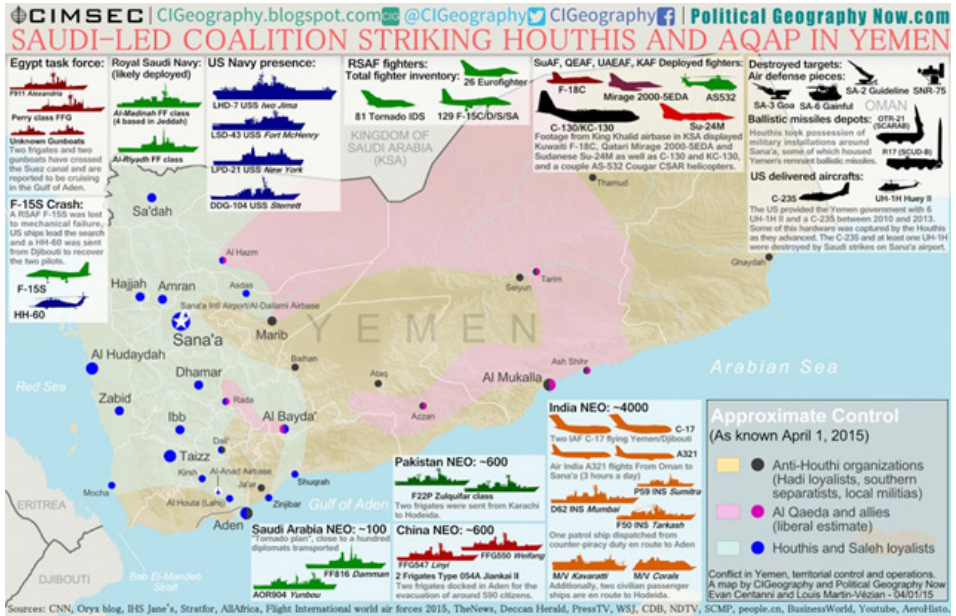 CIMSEC CIGeography.blogspot.com CIG @CIGeography CIGeography | Political Geography Now.com
SAUDI-LED COALITION STRIKING HOUTHIS AND AQAP IN YEMEN
Egypt task force:
F911 Alexandria
Perry class FFG
Unknown Gunboats
Two frigates and two
gunboats have crossed
the Suez canal and are
reported to be cruising
in the Gulf of Aden.
F-15S Crash:
A RSAF F-15S was lost
to mechanical failure,
US ships lead the search
and a HH-60 was sent
from Djibouti to recover
the two pilots.
F-15S
HH-60
Royal Saudi Navy:
(likely deployed)
Al-Madinah FF class
(4 based in Jeddah)
Al-Riyadh FF class
US Navy presence:
LHD-7 USS Iwo Jima
LSD-43 USS Fort McHenry
LPD-21 USS New York
DDG-104 USS Sterrett
RSAF fighters:
Total fighter inventory:
26 Eurofighter
81 Tornado IDS
129 F-15C/D/S/SA
KINGDOM OF
SAUDI ARABIA
(KSA)
SuAF, QEAF, UAEAF, KAF Deployed fighters:
F-18C
Mirage 2000-5EDA
AS532
C-130/KC-130
Su-24M
Footage from King Khalid airbase in KSA displayed
Kuwaiti F-18C, Qatari Mirage 2000-5EDA and
Sudanese Su-24M as well as C-130 and KC-130,
and a couple AS-532 Cougar CSAR helicopters.
Destroyed targets:
Air defense pieces:
SA-2 Guideline
SNR-75
SA-3 Goa
SA-6 Gainful
OMAN
Ballistic missiles depots:
OTR-21
(SCARAB)
Houthis took possession of
military installations around
Sana'a, some of which housed
Yemen's remnant ballistic missiles.
R17 (SCUD-B)
US delivered aircrafts:
C-235
UH-1H Huey II
The US provided the Yemen government with 6
UH-1H II and a C-235 between 2010 and 2013.
Some of this hardware was captured by the Houthis
as they advanced. The C-235 and at least one UH-1H
were destroyed by Saudi strikes on Sana'a airport.
Thamud
Sa'dah
Al Hazm
Ghaydah
Tarim
Seiyun
Hajjah
Amran
Asdas
Sana'a Intl Airport/Al-Dailami Airbase
Sana'a
Marib
YEMEN
Al Hudaydah
Baihan
Ash Shihr
Arabian Sea
Red Sea
Dhamar
Ataq
Al Mukalla
Zabid
Rada
Azzan
Ibb
Al Bayda'
Dali'
Taizz
Kirsh
Al-Anad Airbase
Shuqrah
Mocha
Ja'ar
Al Houta (Lahj)
Zinjibar
Gulf of Aden
Aden
ERITREA
DJIBOUTI
Bab El-Mandeb
Strait
Saudi Arabia NEO: ~100
"Tornado plan", close to a hundred
diplomats transported
FF816 Dammam
AOR904 Yunbou
Pakistan NEO: ~600
F22P Zulquifar class
Two frigates were sent from Karachi
to Hodeida.
China NEO: ~600
FFG550 Weifang
FFG547 Linyi
2 Frigates Type 054A Jiankai II
Two frigates docked in Aden for the
evacuation of around 590 citizens.
India NEO: ~4000
C-17
Two IAF C-17 flying Yemen/Djibouti
A321
Air India A321 flights From Oman to
Sana'a (3 hours a day)
P59 INS Sumitra
D62 INS Mumbai
F50 INS Tarkash
One patrol ship dispatched from
counter-piracy duty en route to Aden
M/V Kavaratti
M/V Corals
Additionally, two civilian passenger
ships are en-route from India.
Approximate Control
(As known April 1, 2015)
Anti-Houthi organizations
(Hadi loyalists, southern
separatists, local militias)
Al Qaeda and allies
(liberal estimate)
Houthis and Saleh loyalists
Conflict in Yemen, territorial control and operations.
A map by CIGeography and Political Geography Now
Evan Centanni and Louis Martin-Vézian - 04/01/15
Sources: CNN, Oryx blog, IHS Jane's, Stratfor, AllAfrica, Flight International world air forces 2015, TheNews, Deccan Herald, PressTV, WSJ, CDB, NDTV, SCMP, people.cn, BusinessWorld, Youtube, AeroHisto.